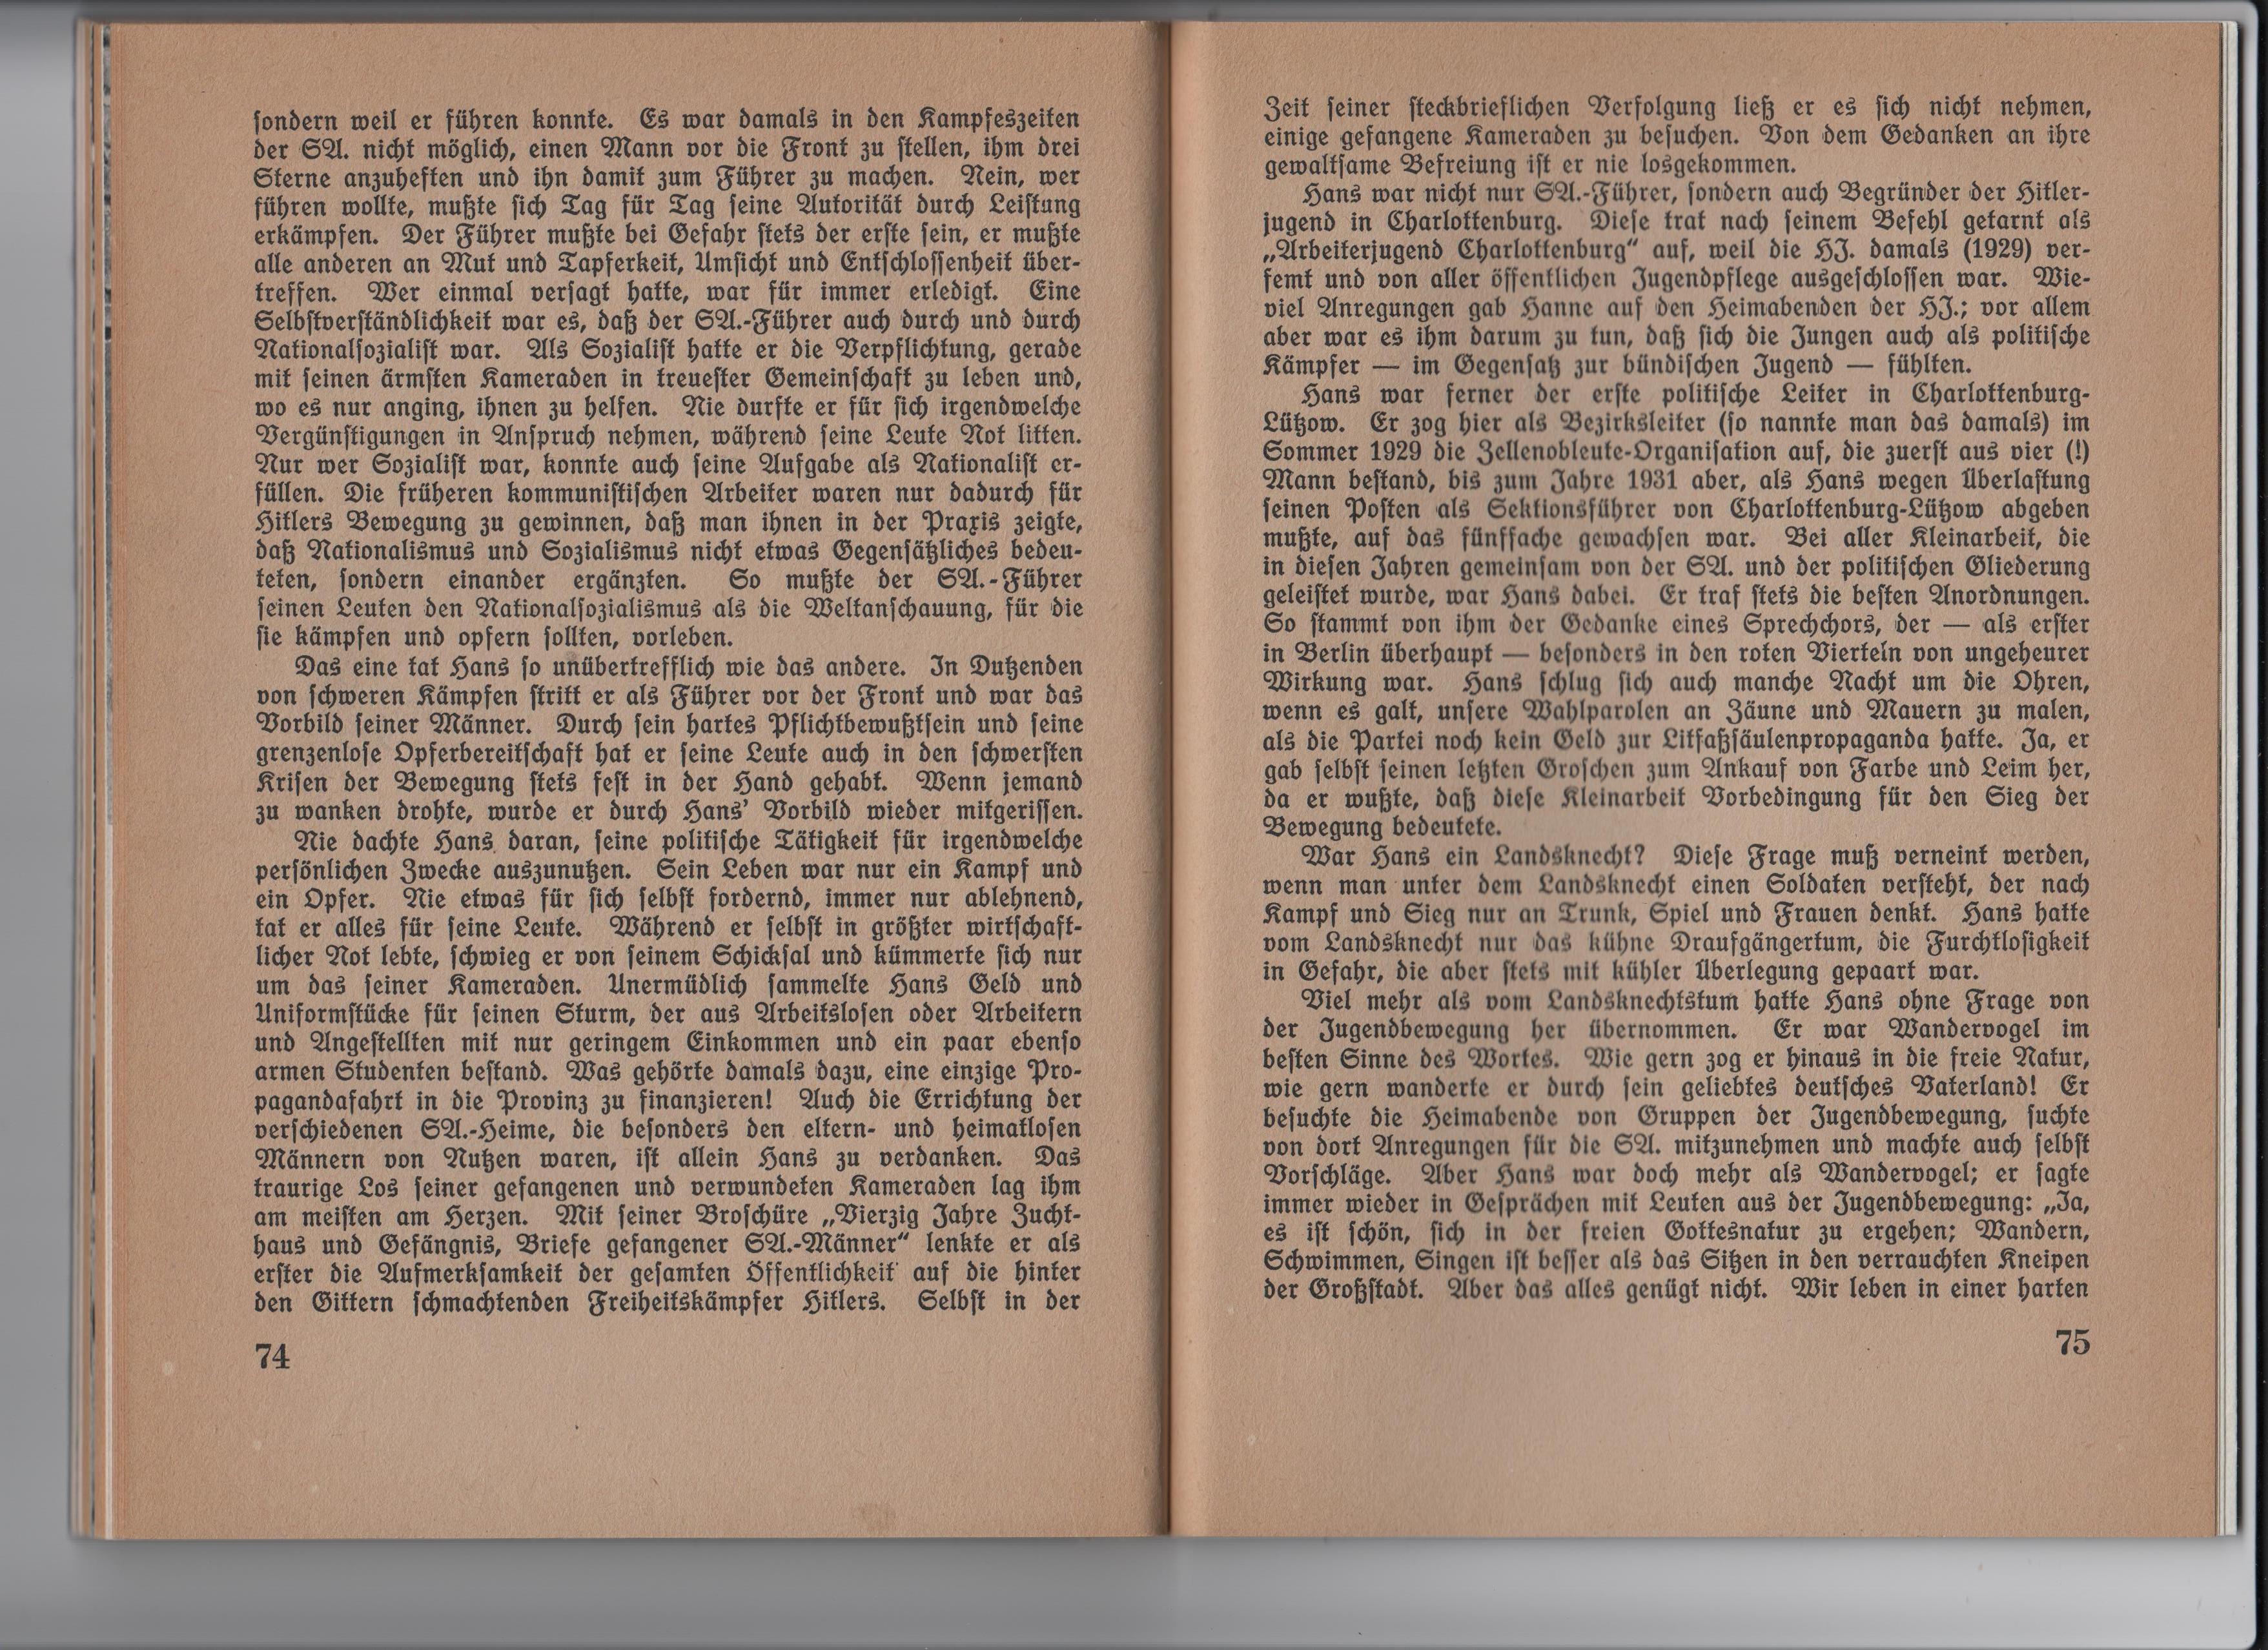 sondern weil er führen konnte. Es war damals in den Kampfeszeiten
der SA. nicht möglich, einen Mann vor die Front zu stellen, ihm drei
Sterne anzuheften und ihn damit zum Führer zu machen. Nein, wer
führen wollte, mußte sich Tag für Tag seine Autorität durch Leistung
erkämpfen. Der Führer mußte bei Gefahr stets der erste sein, er mußte
alle anderen an Mut und Tapferkeit, Umsicht und Entschlossenheit über-
treffen. Wer einmal versagt hatte, war für immer erledigt. Eine
Selbstverständlichkeit war es, daß der SA.-Führer auch durch und durch
Nationalsozialist war. Als Sozialist hatte er die Verpflichtung, gerade
mit seinen ärmsten Kameraden in treuester Gemeinschaft zu leben und,
wo es nur anging, ihnen zu helfen. Nie durfte er für sich irgendwelche
Vergünstigungen in Anspruch nehmen, während seine Leute Not litten.
Nur wer Sozialist war, konnte auch seine Aufgabe als Nationalist er-
füllen. Die früheren kommunistischen Arbeiter waren nur dadurch für
Hitlers Bewegung zu gewinnen, daß man ihnen in der Praxis zeigte,
daß Nationalismus und Sozialismus nicht etwas Gegensätzliches bedeu-
teten, sondern einander ergänzten. So mußte der SA.-Führer
seinen Leuten den Nationalsozialismus als die Weltanschauung, für die
sie kämpfen und opfern sollten, vorleben.
Das eine tat Hans so unübertrefflich wie das andere. In Dutzenden
von schweren Kämpfen stritt er als Führer vor der Front und war das
Vorbild seiner Männer. Durch sein hartes Pflichtbewußtsein und seine
grenzenlose Opferbereitschaft hat er seine Leute auch in den schwersten
Krisen der Bewegung stets fest in der Hand gehabt. Wenn jemand
zu wanken drohte, wurde er durch Hans' Vorbild wieder mitgerissen.
Nie dachte Hans daran, seine politische Tätigkeit für irgendwelche
persönlichen Zwecke auszunutzen. Sein Leben war nur ein Kampf und
ein Opfer. Nie etwas für sich selbst fordernd, immer nur ablehnend,
tat er alles für seine Leute. Während er selbst in größter wirtschaft-
licher Not lebte, schwieg er von seinem Schicksal und kümmerte sich nur
um das seiner Kameraden. Unermüdlich sammelte Hans Geld und
Uniformstücke für seinen Sturm, der aus Arbeitslosen oder Arbeitern
und Angestellten mit nur geringem Einkommen und ein paar ebenso
armen Studenten bestand. Was gehörte damals dazu, eine einzige Pro-
pagandafahrt in die Provinz zu finanzieren! Auch die Errichtung der
verschiedenen SA.-Heime, die besonders den eltern- und heimatlosen
Männern von Nutzen waren, ist allein Hans zu verdanken. Das
traurige Los seiner gefangenen und verwundeten Kameraden lag ihm
am meisten am Herzen. Mit seiner Broschüre „Vierzig Jahre Zucht-
haus und Gefängnis, Briefe gefangener SA.-Männer“ lenkte er als
erster die Aufmerksamkeit der gesamten Öffentlichkeit auf die hinter
den Gittern schmachtenden Freiheitskämpfer Hitlers. Selbst in der
74
Zeit seiner steckbrieflichen Verfolgung ließ er es sich nicht nehmen,
einige gefangene Kameraden zu besuchen. Von dem Gedanken an ihre
gewaltsame Befreiung ist er nie losgekommen.
Hans war nicht nur SA.-Führer, sondern auch Begründer der Hitler-
jugend in Charlottenburg. Diese trat nach seinem Befehl getarnt als
„Arbeiterjugend Charlottenburg“ auf, weil die HJ. damals (1929) ver-
femt und von aller öffentlichen Jugendpflege ausgeschlossen war. Wie-
viel Anregungen gab Hanne auf den Heimabenden der HJ.; vor allem
aber war es ihm darum zu tun, daß sich die Jungen auch als politische
Kämpfer — im Gegensatz zur bündischen Jugend — fühlten.
Hans war ferner der erste politische Leiter in Charlottenburg-
Lützow. Er zog hier als Bezirksleiter (so nannte man das damals) im
Sommer 1929 die Zellenobleute-Organisation auf, die zuerst aus vier (!)
Mann bestand, bis zum Jahre 1931 aber, als Hans wegen Überlastung
seinen Posten als Sektionsführer von Charlottenburg-Lützow abgeben
mußte, auf das fünffache gewachsen war. Bei aller Kleinarbeit, die
in diesen Jahren gemeinsam von der SA. und der politischen Gliederung
geleistet wurde, war Hans dabei. Er traf stets die besten Anordnungen.
So stammt von ihm der Gedanke eines Sprechchors, der — als erster
in Berlin überhaupt — besonders in den roten Vierteln von ungeheurer
Wirkung war. Hans schlug sich auch manche Nacht um die Ohren,
wenn es galt, unsere Wahlparolen an Zäune und Mauern zu malen,
als die Partei noch kein Geld zur Litfaßsäulenpropaganda hatte. Ja, er
gab selbst seinen letzten Groschen zum Ankauf von Farbe und Leim her,
da er wußte, daß diese Kleinarbeit Vorbedingung für den Sieg der
Bewegung bedeutete.
War Hans ein Landsknecht? Diese Frage muß verneint werden,
wenn man unter dem Landsknecht einen Soldaten versteht, der nach
Kampf und Sieg nur an Trunk, Spiel und Frauen denkt. Hans hatte
vom Landsknecht nur das kühne Draufgängertum, die Furchtlosigkeit
in Gefahr, die aber stets mit kühler Überlegung gepaart war.
Viel mehr als vom Landsknechtstum hatte Hans ohne Frage von
der Jugendbewegung her übernommen. Er war Wandervogel im
besten Sinne des Wortes. Wie gern zog er hinaus in die freie Natur,
wie gern wanderte er durch sein geliebtes deutsches Vaterland! Er
besuchte die Heimabende von Gruppen der Jugendbewegung, suchte
von dort Anregungen für die SA. mitzunehmen und machte auch selbst
Vorschläge. Aber Hans war doch mehr als Wandervogel; er sagte
immer wieder in Gesprächen mit Leuten aus der Jugendbewegung: „Ja,
es ist schön, sich in der freien Gottesnatur zu ergehen; Wandern,
Schwimmen, Singen ist besser als das Sitzen in den verrauchten Kneipen
der Großstadt. Aber das alles genügt nicht. Wir leben in einer harten
75